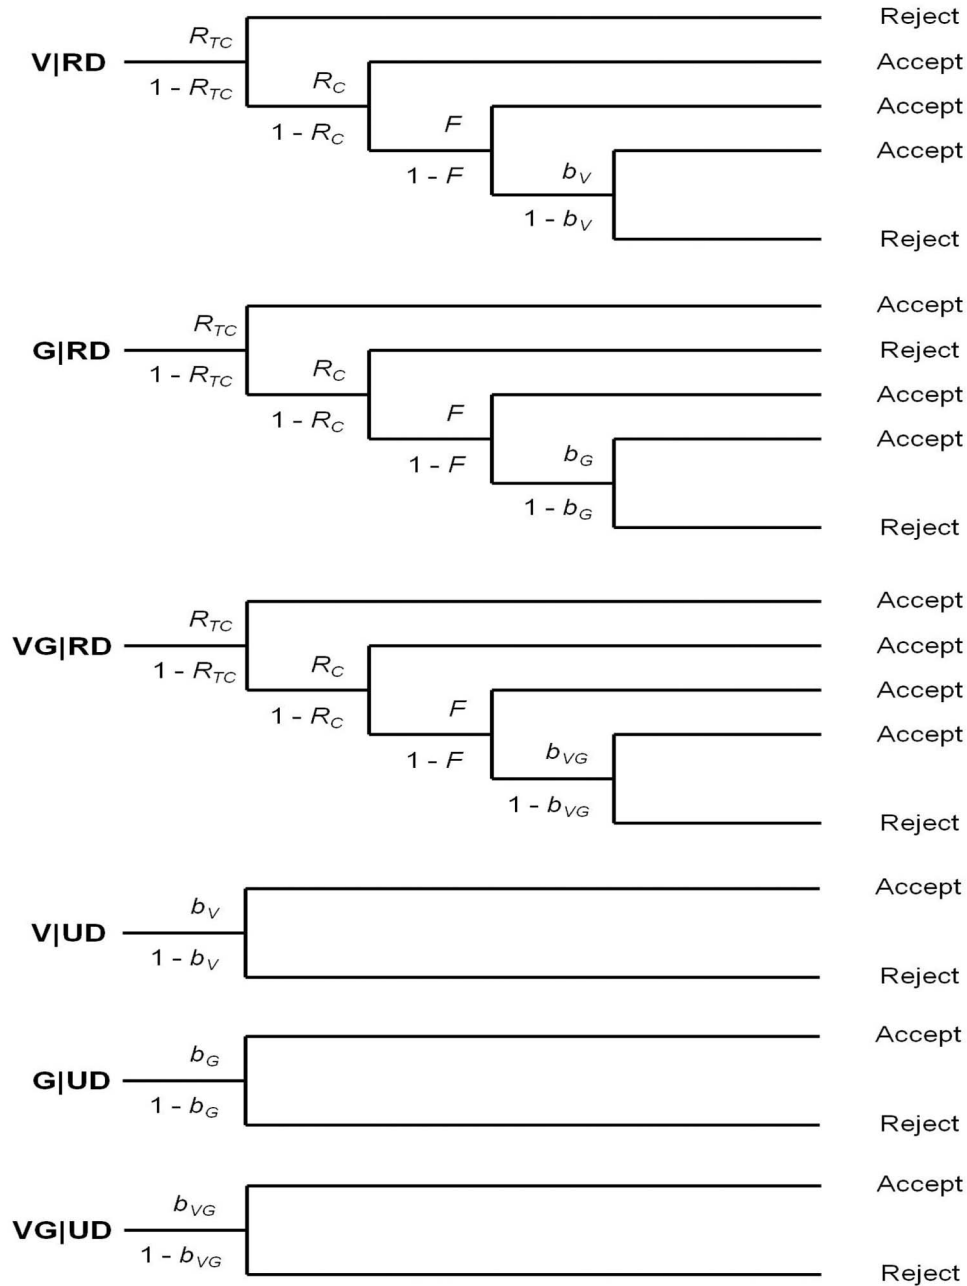 Reject
R_TC
V|RD
Accept
1 - R_TC
R_C
Accept
1 - R_C
F
Accept
1 - F
b_V
1 - b_V
Reject
Accept
R_TC
G|RD
Reject
1 - R_TC
R_C
Accept
1 - R_C
F
Accept
1 - F
b_G
1 - b_G
Reject
Accept
R_TC
VG|RD
Accept
1 - R_TC
R_C
Accept
1 - R_C
F
Accept
1 - F
b_VG
1 - b_VG
Reject
Accept
b_V
V|UD
1 - b_V
Reject
Accept
b_G
G|UD
1 - b_G
Reject
Accept
b_VG
VG|UD
1 - b_VG
Reject